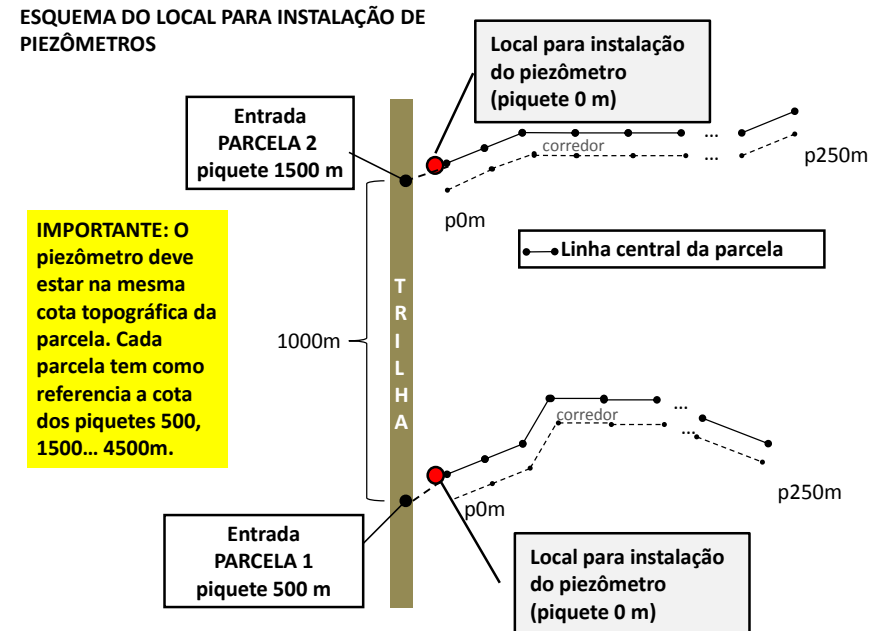 ESQUEMA DO LOCAL PARA INSTALAÇÃO DE
PIEZÔMETROS
Local para instalação
do piezômetro
(piquete 0 m)
Entrada
PARCELA 2
piquete 1500 m
corredor
...
...
p250m
p0m
IMPORTANTE: O
piezômetro deve
estar na mesma
cota topográfica da
parcela. Cada
parcela tem como
referencia a cota
dos piquetes 500,
1500... 4500m.
Linha central da parcela
1000m
T
R
I
L
H
A
corredor
...
...
p250m
p0m
Entrada
PARCELA 1
piquete 500 m
Local para instalação
do piezômetro
(piquete 0 m)